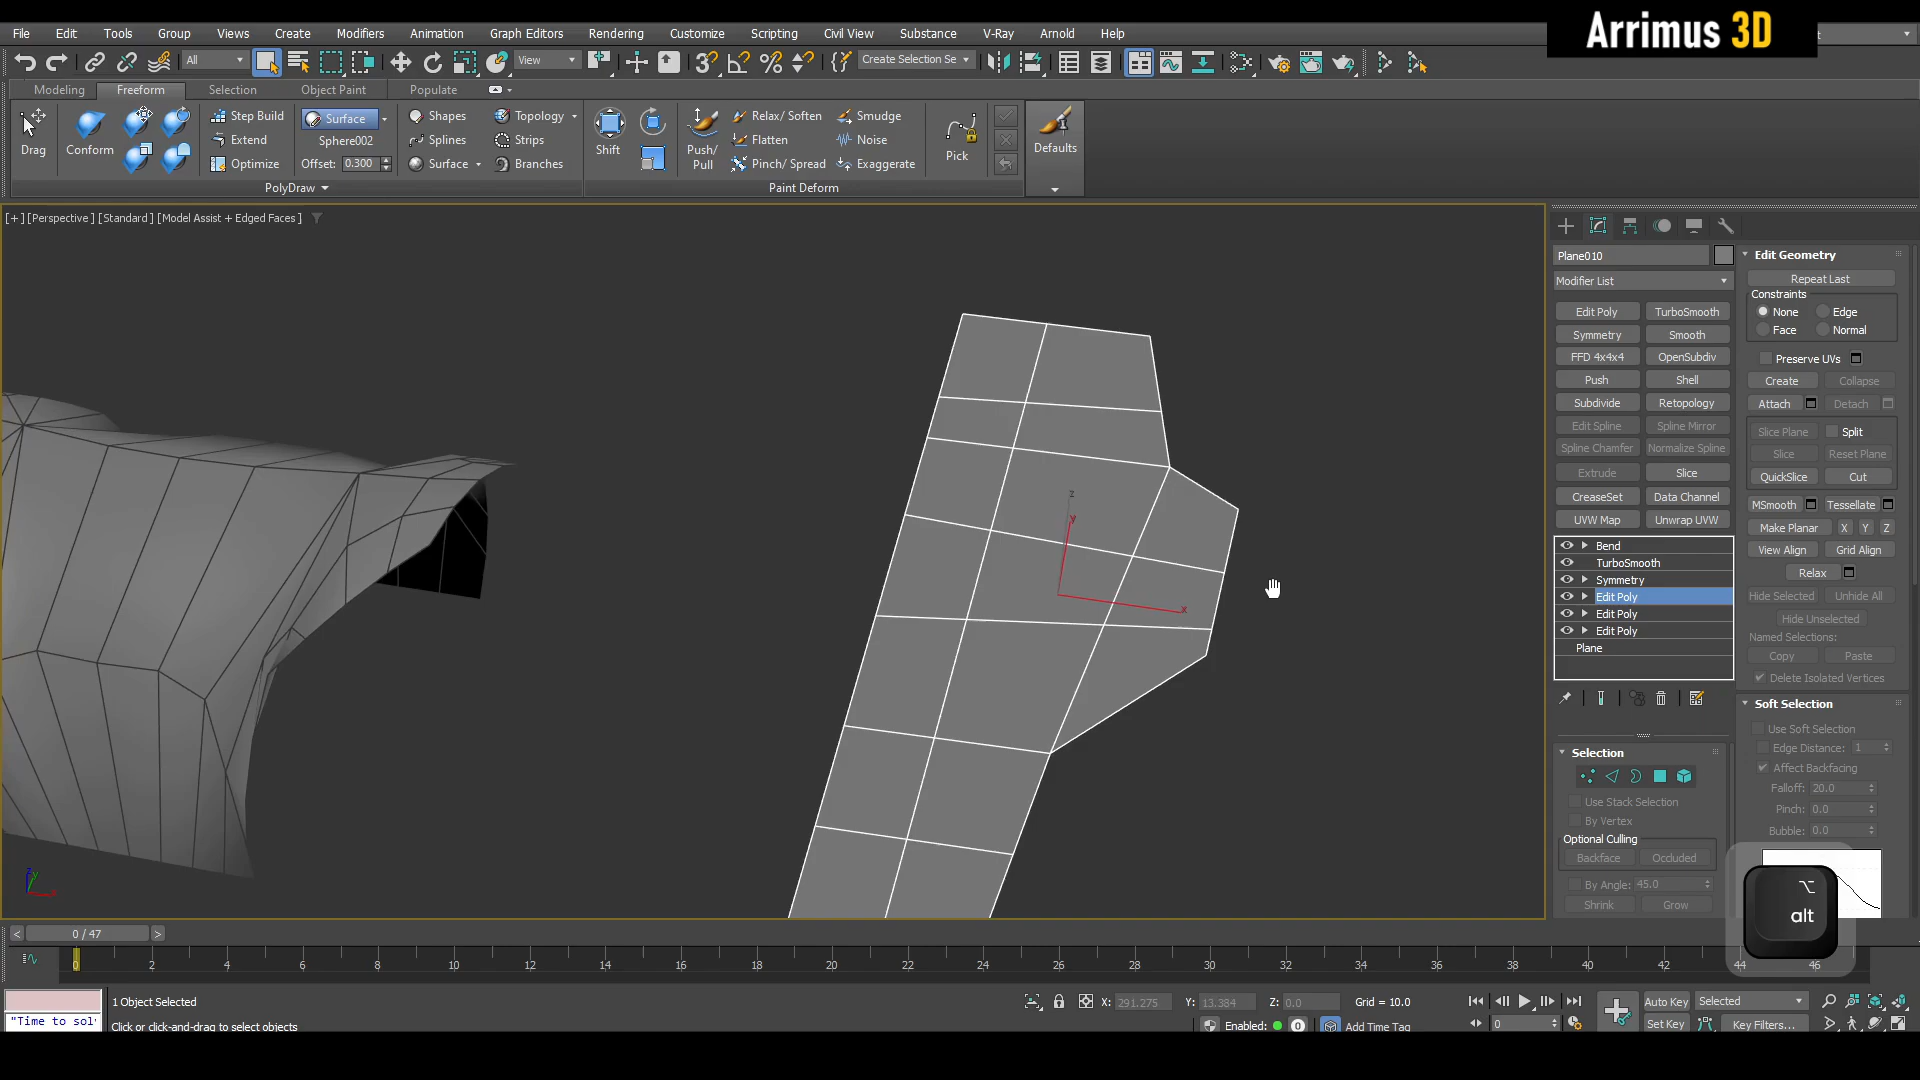 Arrimus 3D
File Edit Tools Group Views Create Modifiers Animation Graph Editors Rendering Customize Scripting Civil View Substance V-Ray Arnold Help
All View Create Selection Se
Modeling Freeform Selection Object Paint Populate
Drag Conform Step Build Extend Optimize
Surface Sphere002 Offset: 0.300
Shapes Splines Surface
Topology Strips Branches
Shift Push/ Pull
Relax/ Soften Flatten Pinch/ Spread
Smudge Noise Exaggerate
Pick Defaults
PolyDraw Paint Deform
[+] [Perspective ] [Standard ] [Model Assist + Edged Faces ]
z
y
x
Plane010
Modifier List
Edit Poly TurboSmooth
Symmetry Smooth
FFD 4x4x4 OpenSubdiv
Push Shell
Subdivide Retopology
Edit Spline Spline Mirror
Spline Chamfer Normalize Spline
Extrude Slice
CreaseSet Data Channel
UVW Map Unwrap UVW
Bend
TurboSmooth
Symmetry
Edit Poly
Edit Poly
Edit Poly
Plane
Selection
Use Stack Selection
By Vertex
Optional Culling
Backface Occluded
By Angle: 45.0
Shrink Grow
Edit Geometry
Repeat Last
Constraints
None Edge
Face Normal
Preserve UVs
Create Collapse
Attach Detach
Slice Plane Split
Slice Reset Plane
QuickSlice Cut
MSmooth Tessellate
Make Planar X Y Z
View Align Grid Align
Relax
Hide Selected Unhide All
Hide Unselected
Named Selections:
Copy Paste
Delete Isolated Vertices
Soft Selection
Use Soft Selection
Edge Distance: 1
Affect Backfacing
Falloff: 20.0
Pinch: 0.0
Bubble: 0.0
alt
< 0 / 47 >
0 2 4 6 8 10 12 14 16 18 20 22 24 26 28 30 32 34 36 38 40 42 44 46
1 Object Selected X: 291.275 Y: 13.384 Z: 0.0 Grid = 10.0 Auto Key Selected
"Time to sol Click or click-and-drag to select objects Enabled: 0 Add Time Tag 0 Set Key Key Filters...